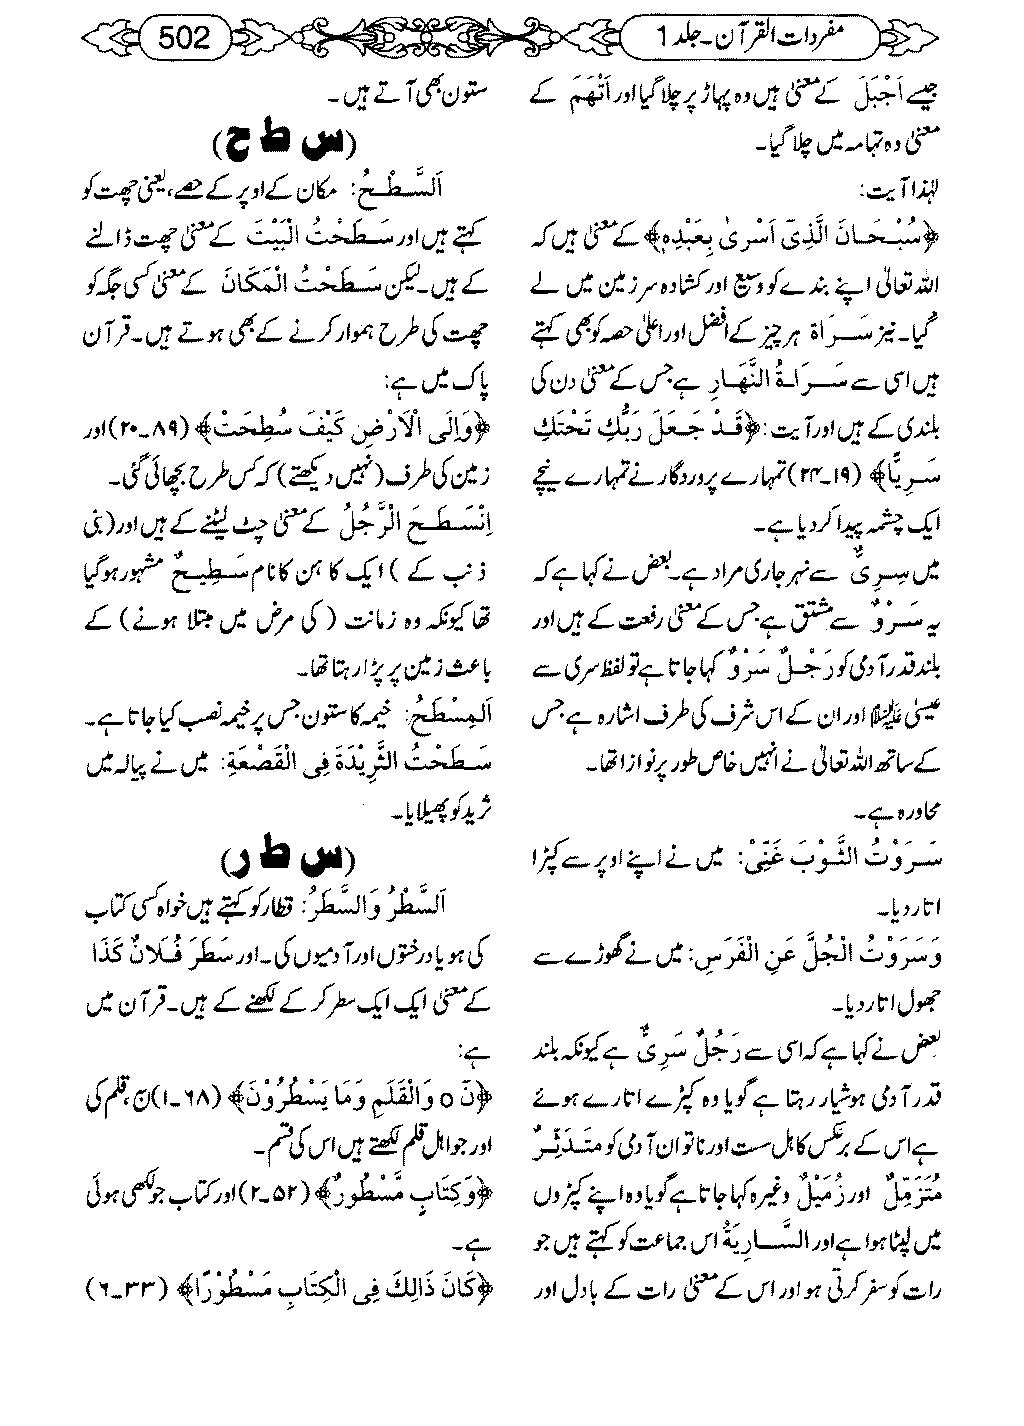 مفردات القرآن۔جلد 1
502
جیسے اَجْبَلَ کے معنیٰ ہیں وہ پہاڑ پر چلا گیا اور اَتْهَمَ کے
معنیٰ وہ تہامہ میں چلا گیا۔
لہٰذا آیت:
﴿سُبْحَانَ الَّذِیْ اَسْرٰی بِعَبْدِهٖ﴾ کے معنیٰ ہیں کہ
اللہ تعالیٰ اپنے بندے کو وسیع اور کشادہ سر زمین میں لے
گیا۔ نیز سَرَاۃ ہر چیز کے افضل اور اعلیٰ حصہ کو بھی کہتے
ہیں اسی سے سَرَاۃُ النَّهَارِ ہے جس کے معنیٰ دن کی
بلندی کے ہیں اور آیت: ﴿قَدْ جَعَلَ رَبُّكِ تَحْتَكِ
سَرِيًّا﴾ (۱۹۔۲۴) تمہارے پروردگار نے تمہارے نیچے
ایک چشمہ پیدا کر دیا ہے۔
میں سِرِیٌّ سے نہر جاری مراد ہے۔ بعض نے کہا ہے کہ
یہ سَرْوٌ سے مشتق ہے جس کے معنیٰ رفعت کے ہیں اور
بلند قدر آدمی کو رَجُلٌ سَرْوٌ کہا جاتا ہے تو لفظ سری سے
عیسیٰ علیہ السلام اور ان کے اس شرف کی طرف اشارہ ہے جس
کے ساتھ اللہ تعالیٰ نے انہیں خاص طور پر نوازا تھا۔
محاورہ ہے۔
سَرَوْتُ الثَّوْبَ عَنِّیْ: میں نے اپنے اوپر سے کپڑا
اتار دیا۔
وَسَرَوْتُ الْجُلَّ عَنِ الْفَرَسِ: میں نے گھوڑے سے
جھول اتار دیا۔
بعض نے کہا ہے کہ اسی سے رَجُلٌ سَرِیٌّ ہے کیونکہ بلند
قدر آدمی ہوشیار رہتا ہے گویا وہ کپڑے اتارے ہوئے
ہے اس کے برعکس کاہل سست اور ناتوان آدمی کو مَتَدَثِّرٌ
مُتَزَمِّلٌ اور زُمَیْلٌ وغیرہ کہا جاتا ہے گویا وہ اپنے کپڑوں
میں لپٹا ہوا ہے اور السَّارِیَةُ اس جماعت کو کہتے ہیں جو
رات کو سفر کرتی ہو اور اس کے معنیٰ رات کے بادل اور
ستون بھی آتے ہیں۔
(س ط ح)
اَلسَّطْحُ: مکان کے اوپر کے حصے، یعنی چھت کو
کہتے ہیں اور سَطَحْتُ الْبَیْتَ کے معنیٰ چھت ڈالنے
کے ہیں۔ لیکن سَطَحْتُ الْمَکَانَ کے معنیٰ کسی جگہ کو
چھت کی طرح ہموار کرنے کے بھی ہوتے ہیں۔ قرآن
پاک میں ہے:
﴿وَاِلَی الْاَرْضِ کَیْفَ سُطِحَتْ﴾ (۸۹۔۲۰) اور
زمین کی طرف (نہیں دیکھتے) کہ کس طرح بچھائی گئی۔
اِنْسَطَحَ الرَّجُلُ کے معنیٰ چت لیٹنے کے ہیں اور (بنی
ذنب کے) ایک کاہن کا نام سَطِیحٌ مشہور ہو گیا
تھا کیونکہ وہ زمانت (کی مرض میں مبتلا ہونے) کے
باعث زمین پر پڑا رہتا تھا۔
اَلْمِسْطَحُ: خیمہ کا ستون جس پر خیمہ نصب کیا جاتا ہے۔
سَطَحْتُ الثَّرِیْدَةَ فِی الْقَصْعَةِ: میں نے پیالہ میں
ثرید کو پھیلایا۔
(س ط ر)
اَلسَّطْرُ وَالسَّطَرُ: قطار کو کہتے ہیں خواہ کسی کتاب
کی ہو یا درختوں اور آدمیوں کی۔ اور سَطَرَ فُلَانٌ کَذَا
کے معنیٰ ایک ایک سطر کر کے لکھنے کے ہیں۔ قرآن میں
ہے:
﴿نٓ ٥ وَالْقَلَمِ وَمَا یَسْطُرُوْنَ﴾ (۶۸۔۱) نٓ، قلم کی
اور جو اہل قلم لکھتے ہیں اس کی قسم۔
﴿وَکِتَابٍ مَّسْطُورٌ﴾ (۵۲۔۲) اور کتاب جو لکھی ہوئی
ہے۔
﴿کَانَ ذَالِكَ فِی الْکِتَابِ مَسْطُوْرًا﴾ (۳۳۔۶)